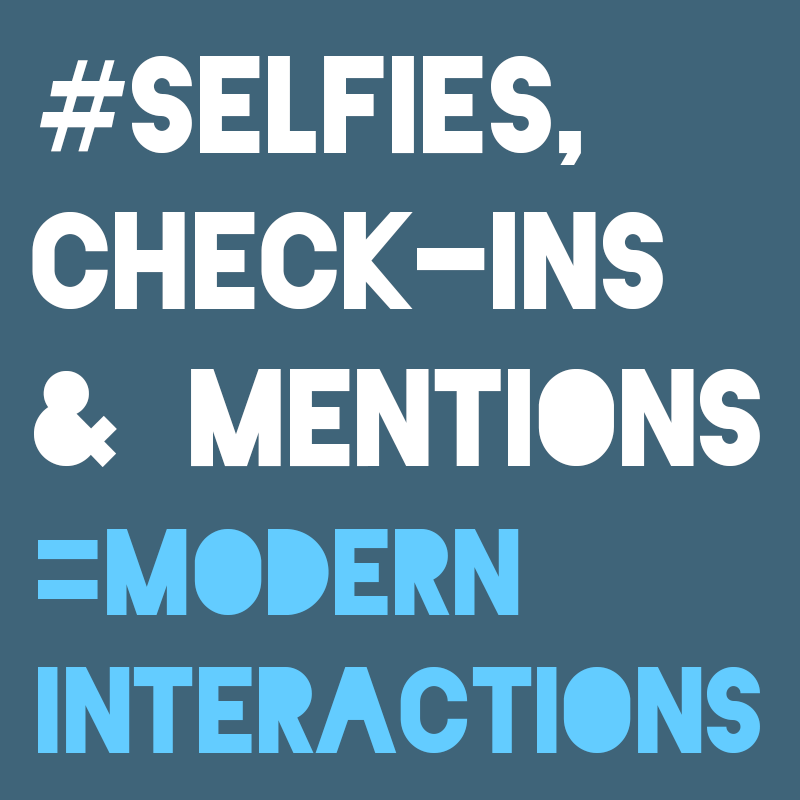 #SELFIES,
CHECK-INS
& MENTIONS
=MODERN
INTERACTIONS